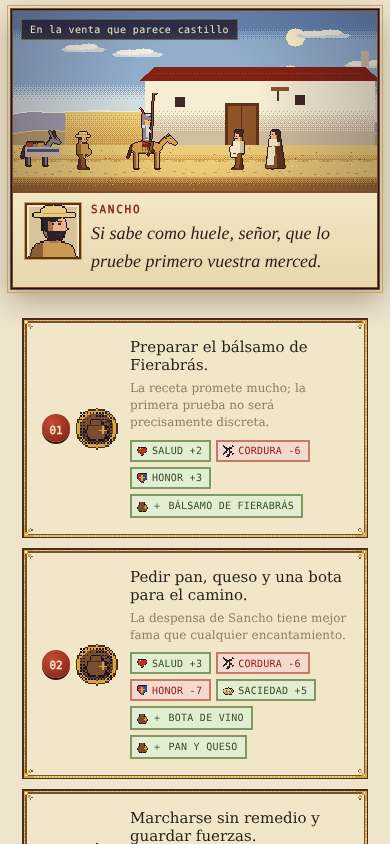 En la venta que parece castillo
SANCHO
Si sabe como huele, señor, que lo
pruebe primero vuestra merced.
01
Preparar el bálsamo de
Fierabrás.
La receta promete mucho; la
primera prueba no será
precisamente discreta.
SALUD +2 CORDURA -6
HONOR +3
+ BÁLSAMO DE FIERABRÁS
02
Pedir pan, queso y una bota
para el camino.
La despensa de Sancho tiene mejor
fama que cualquier encantamiento.
SALUD +3 CORDURA -6
HONOR -7 SACIEDAD +5
+ BOTA DE VINO
+ PAN Y QUESO
Marcharse sin remedio y
guardar fuerzas.